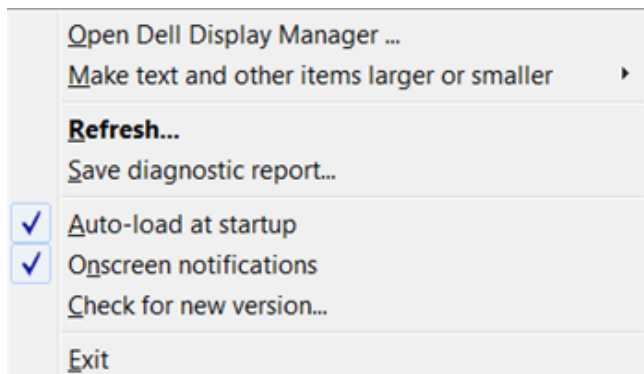 Open Dell Display Manager ...
Make text and other items larger or smaller
Refresh...
Save diagnostic report...
Auto-load at startup
Onscreen notifications
Check for new version...
Exit